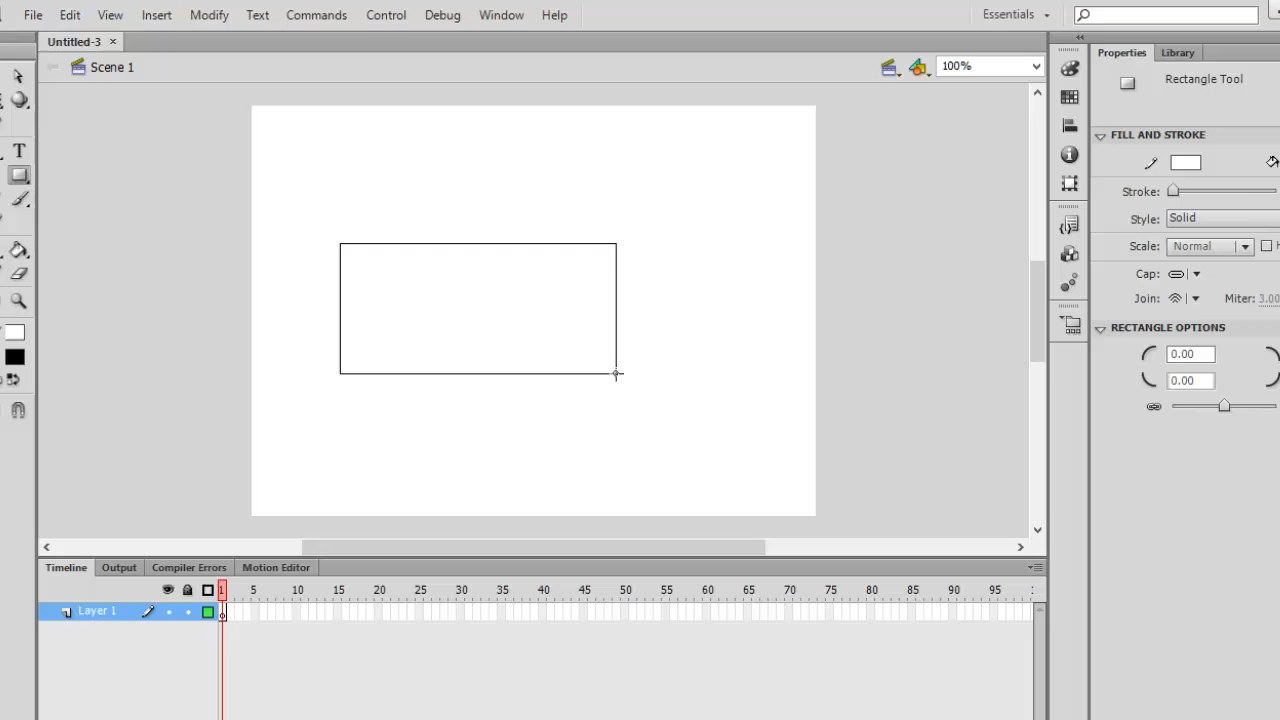 File Edit View Insert Modify Text Commands Control Debug Window Help Essentials
Untitled-3
Scene 1 100%
Properties Library
Rectangle Tool
FILL AND STROKE
Stroke:
Style: Solid
Scale: Normal
Cap:
Join: Miter: 3.00
RECTANGLE OPTIONS
0.00
0.00
T
Timeline Output Compiler Errors Motion Editor
1 5 10 15 20 25 30 35 40 45 50 55 60 65 70 75 80 85 90 95
Layer 1